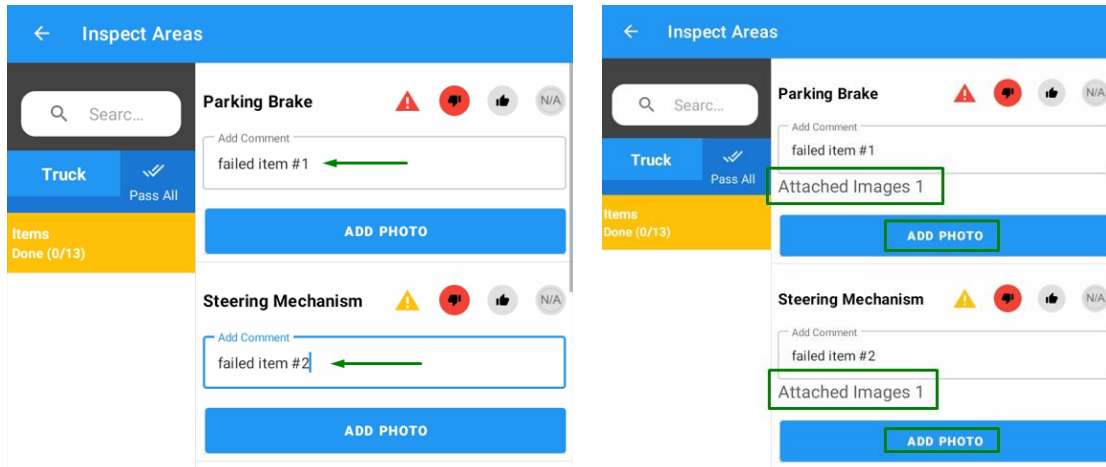 Inspect Areas
Searc...
Truck
Pass All
Items
Done (0/13)
Parking Brake
N/A
Add Comment
failed item #1
ADD PHOTO
Steering Mechanism
N/A
Add Comment
failed item #2
ADD PHOTO
Inspect Areas
Searc...
Truck
Pass All
Items
Done (0/13)
Parking Brake
N/A
Add Comment
failed item #1
Attached Images 1
ADD PHOTO
Steering Mechanism
N/A
Add Comment
failed item #2
Attached Images 1
ADD PHOTO